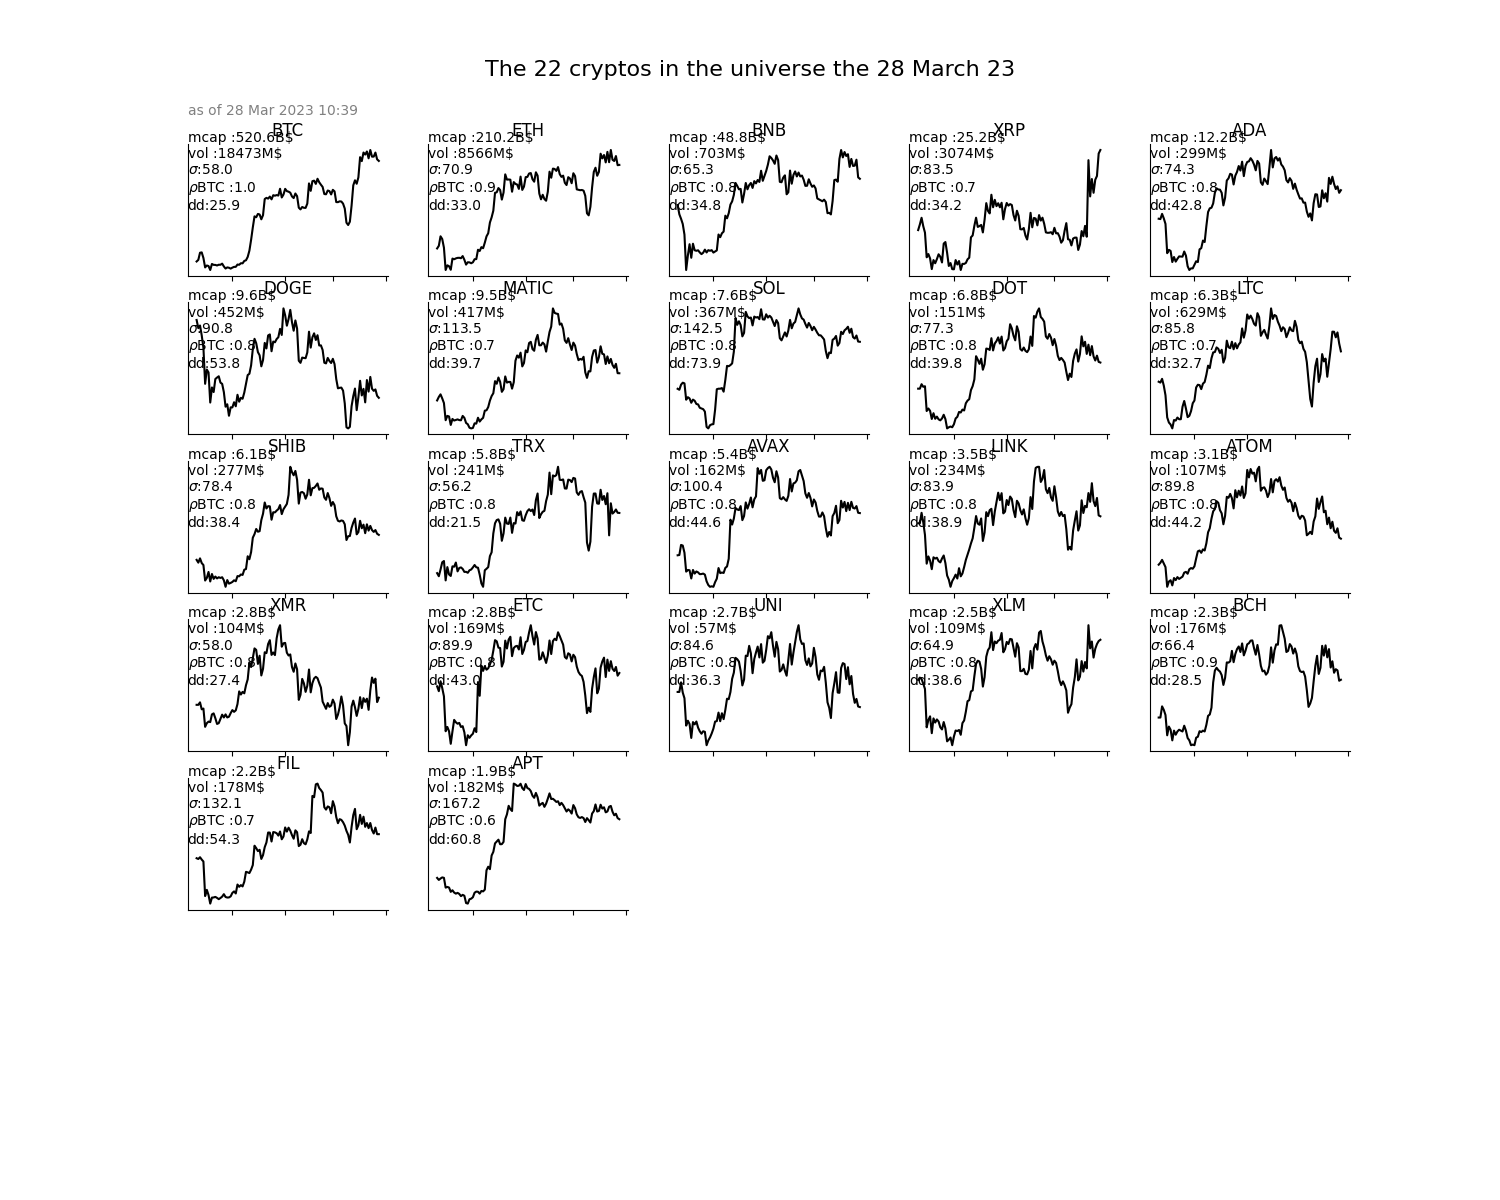 The 22 cryptos in the universe the 28 March 23
as of 28 Mar 2023 10:39
BTC
mcap :520.6B$
vol :18473M$
σ:58.0
ρBTC :1.0
dd:25.9
ETH
mcap :210.2B$
vol :8566M$
σ:70.9
ρBTC :0.9
dd:33.0
BNB
mcap :48.8B$
vol :703M$
σ:65.3
ρBTC :0.8
dd:34.8
XRP
mcap :25.2B$
vol :3074M$
σ:83.5
ρBTC :0.7
dd:34.2
ADA
mcap :12.2B$
vol :299M$
σ:74.3
ρBTC :0.8
dd:42.8
DOGE
mcap :9.6B$
vol :452M$
σ:90.8
ρBTC :0.8
dd:53.8
MATIC
mcap :9.5B$
vol :417M$
σ:113.5
ρBTC :0.7
dd:39.7
SOL
mcap :7.6B$
vol :367M$
σ:142.5
ρBTC :0.8
dd:73.9
DOT
mcap :6.8B$
vol :151M$
σ:77.3
ρBTC :0.8
dd:39.8
LTC
mcap :6.3B$
vol :629M$
σ:85.8
ρBTC :0.7
dd:32.7
SHIB
mcap :6.1B$
vol :277M$
σ:78.4
ρBTC :0.8
dd:38.4
TRX
mcap :5.8B$
vol :241M$
σ:56.2
ρBTC :0.8
dd:21.5
AVAX
mcap :5.4B$
vol :162M$
σ:100.4
ρBTC :0.8
dd:44.6
LINK
mcap :3.5B$
vol :234M$
σ:83.9
ρBTC :0.8
dd:38.9
ATOM
mcap :3.1B$
vol :107M$
σ:89.8
ρBTC :0.8
dd:44.2
XMR
mcap :2.8B$
vol :104M$
σ:58.0
ρBTC :0.8
dd:27.4
ETC
mcap :2.8B$
vol :169M$
σ:89.9
ρBTC :0.8
dd:43.0
UNI
mcap :2.7B$
vol :57M$
σ:84.6
ρBTC :0.8
dd:36.3
XLM
mcap :2.5B$
vol :109M$
σ:64.9
ρBTC :0.8
dd:38.6
BCH
mcap :2.3B$
vol :176M$
σ:66.4
ρBTC :0.9
dd:28.5
FIL
mcap :2.2B$
vol :178M$
σ:132.1
ρBTC :0.7
dd:54.3
APT
mcap :1.9B$
vol :182M$
σ:167.2
ρBTC :0.6
dd:60.8